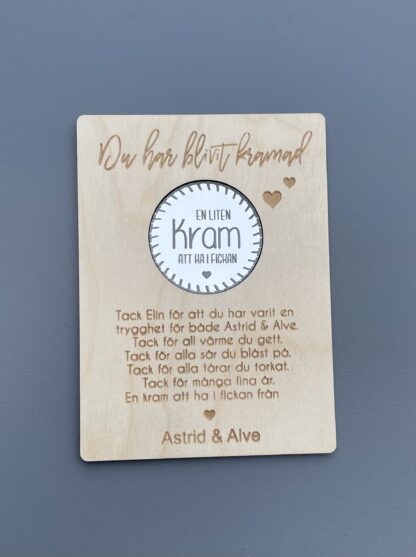 Du har blivit kramad
EN LITEN
Kram
ATT HA I FICKAN
Tack Elin för att du har varit en
trygghet för både Astrid & Alve.
Tack för all värme du gett.
Tack för alla sår du blåst på.
Tack för alla tårar du torkat.
Tack för många fina år.
En kram att ha i fickan från
Astrid & Alve